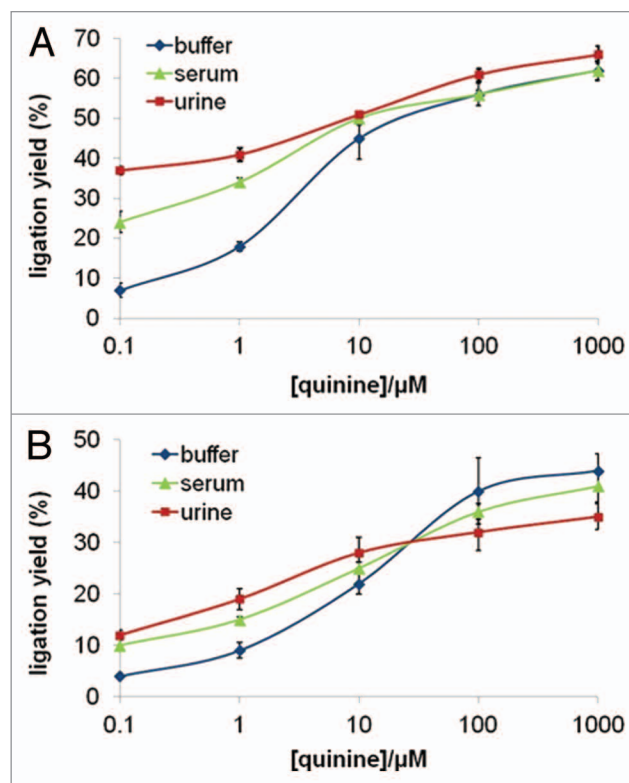 A
ligation yield (%)
70
60
50
40
30
20
10
0
buffer
serum
urine
0.1 1 10 100 1000
[quinine]/µM
B
ligation yield (%)
50
40
30
20
10
0
buffer
serum
urine
0.1 1 10 100 1000
[quinine]/µM